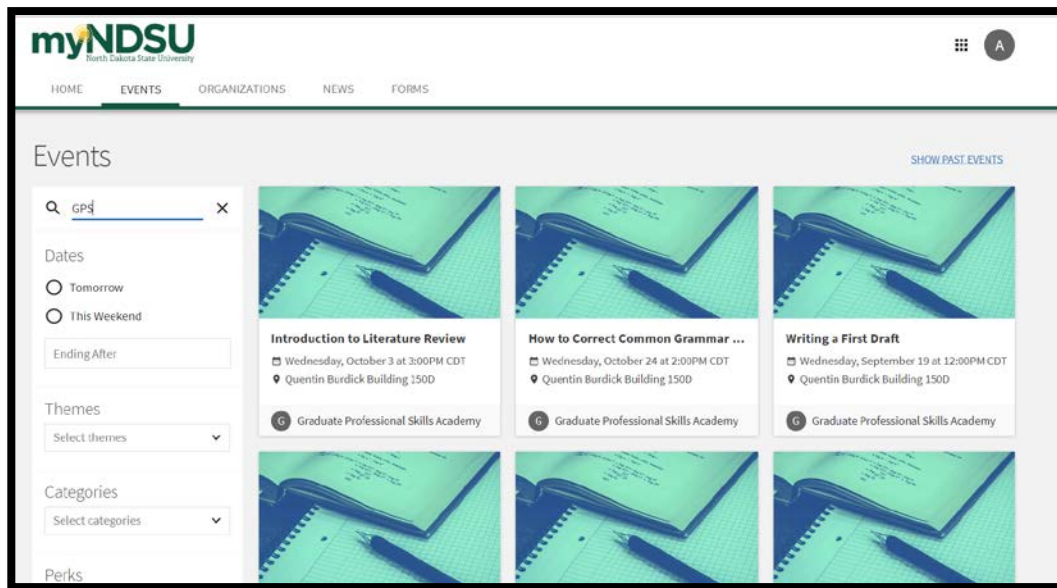 myNDSU
North Dakota State University
A
HOME EVENTS ORGANIZATIONS NEWS FORMS
Events
SHOW PAST EVENTS
GPS
Dates
Tomorrow
This Weekend
Ending After
Themes
Select themes
Categories
Select categories
Perks
Introduction to Literature Review
Wednesday, October 3 at 3:00PM CDT
Quentin Burdick Building 150D
G Graduate Professional Skills Academy
How to Correct Common Grammar ...
Wednesday, October 24 at 2:00PM CDT
Quentin Burdick Building 150D
G Graduate Professional Skills Academy
Writing a First Draft
Wednesday, September 19 at 12:00PM CDT
Quentin Burdick Building 150D
G Graduate Professional Skills Academy